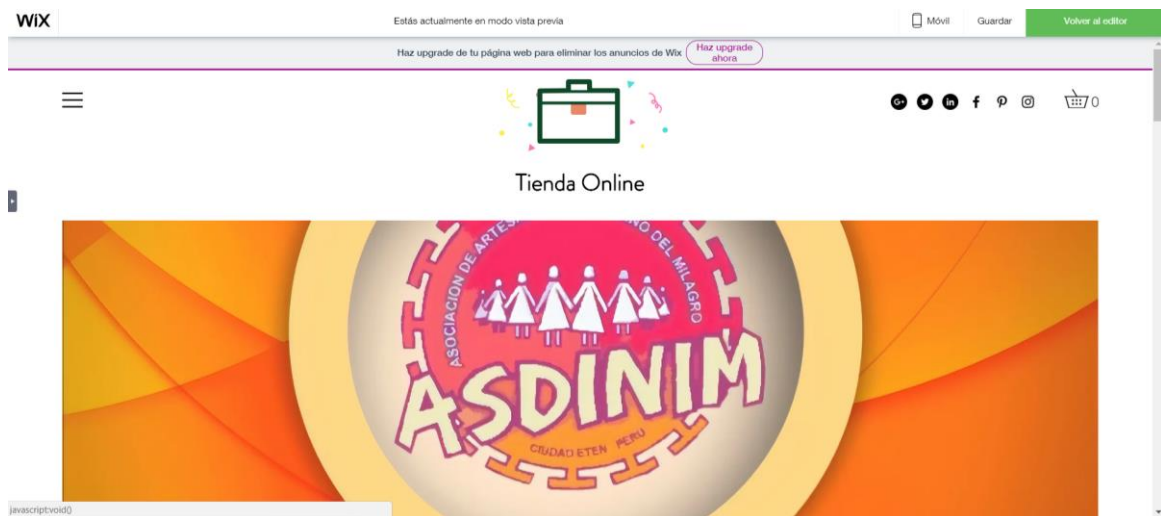 WiX
Estás actualmente en modo vista previa
Móvil
Guardar
Volver al editor
Haz upgrade de tu página web para eliminar los anuncios de Wix
Haz upgrade
ahora
G+
in
f
0
Tienda Online
ASOCIACION DE ARTES
NO DEL MILAGRO
ASDINIM
CIUDAD ETEN PERU
javascript:void()